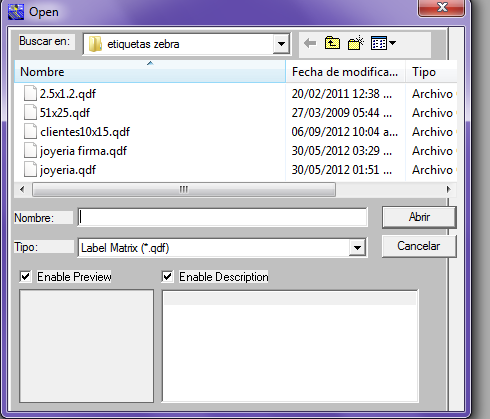 Open
Buscar en: etiquetas zebra
Nombre Fecha de modifica... Tipo
2.5x1.2.qdf 20/02/2011 12:38 ... Archivo
51x25.qdf 27/03/2009 05:44 ... Archivo
clientes10x15.qdf 06/09/2012 10:04 a... Archivo
joyeria firma.qdf 30/05/2012 03:29 ... Archivo
joyeria.qdf 30/05/2012 01:51 ... Archivo
Nombre: Abrir
Tipo: Label Matrix (*.qdf) Cancelar
Enable Preview Enable Description